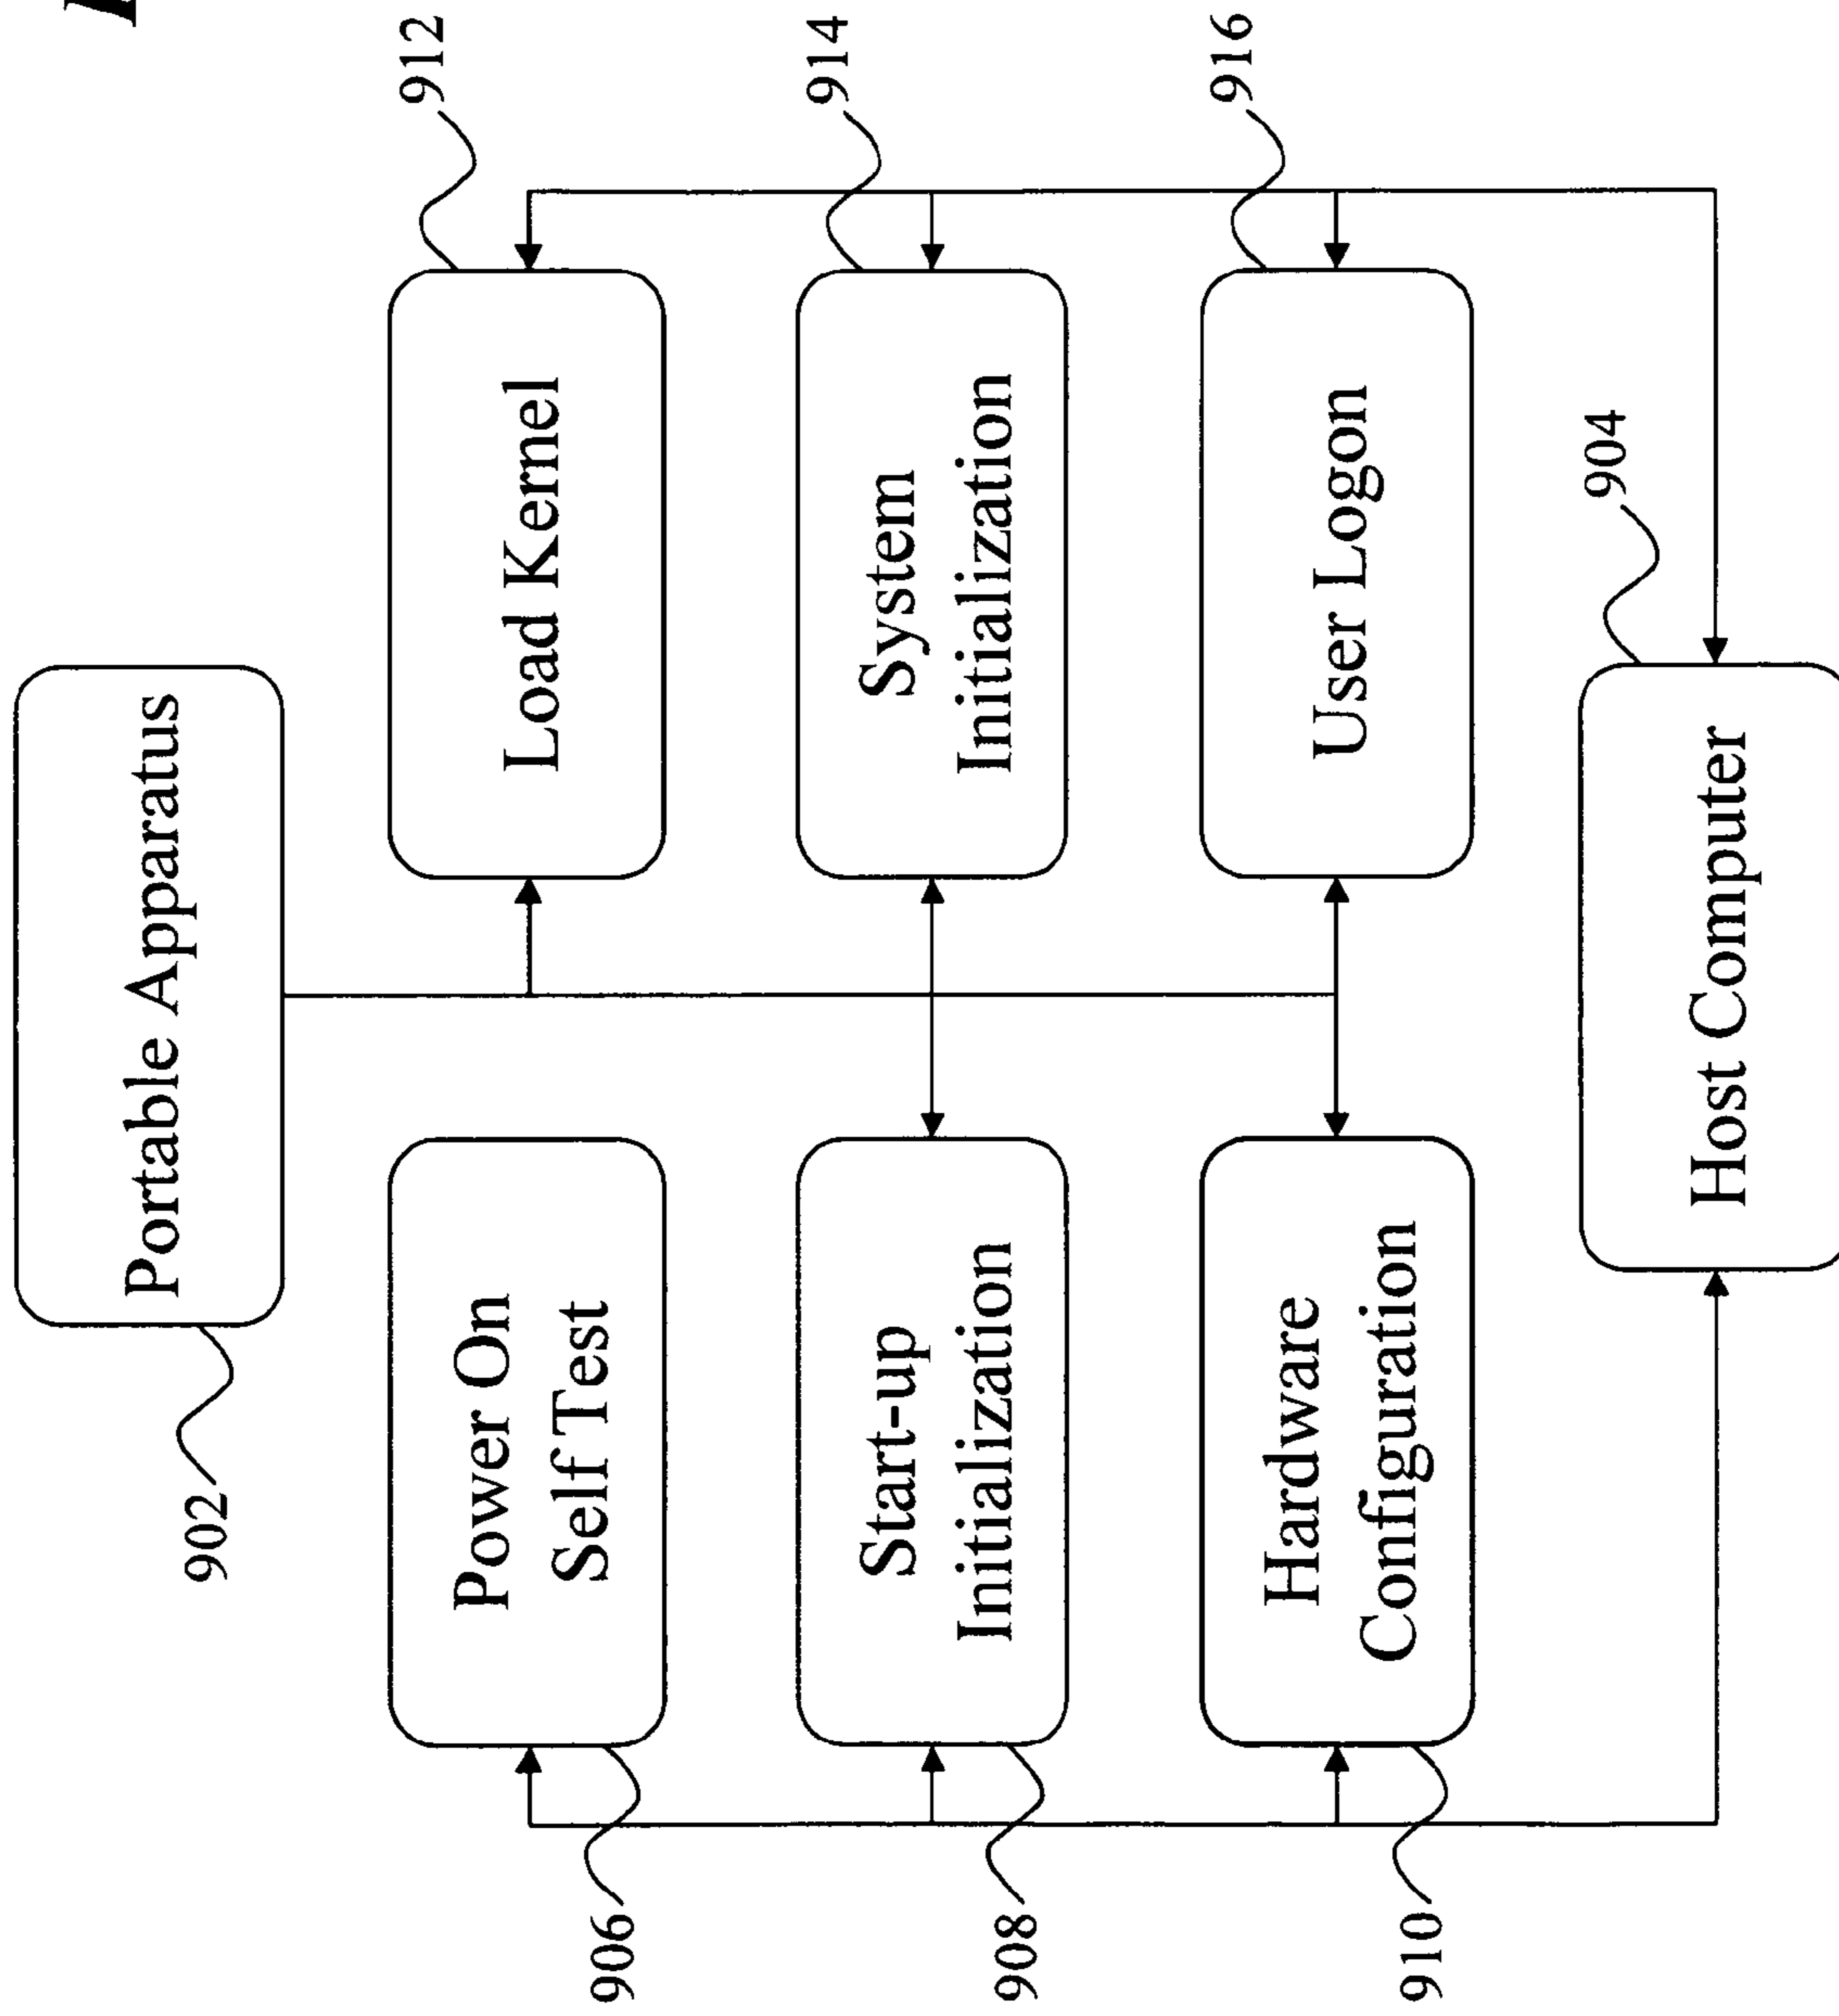 Portable Apparatus
902
912
Power On
Self Test
Load Kernel
906
914
Start-up
Initialization
System
Initialization
908
916
Hardware
Configuration
User Logon
910
904
Host Computer